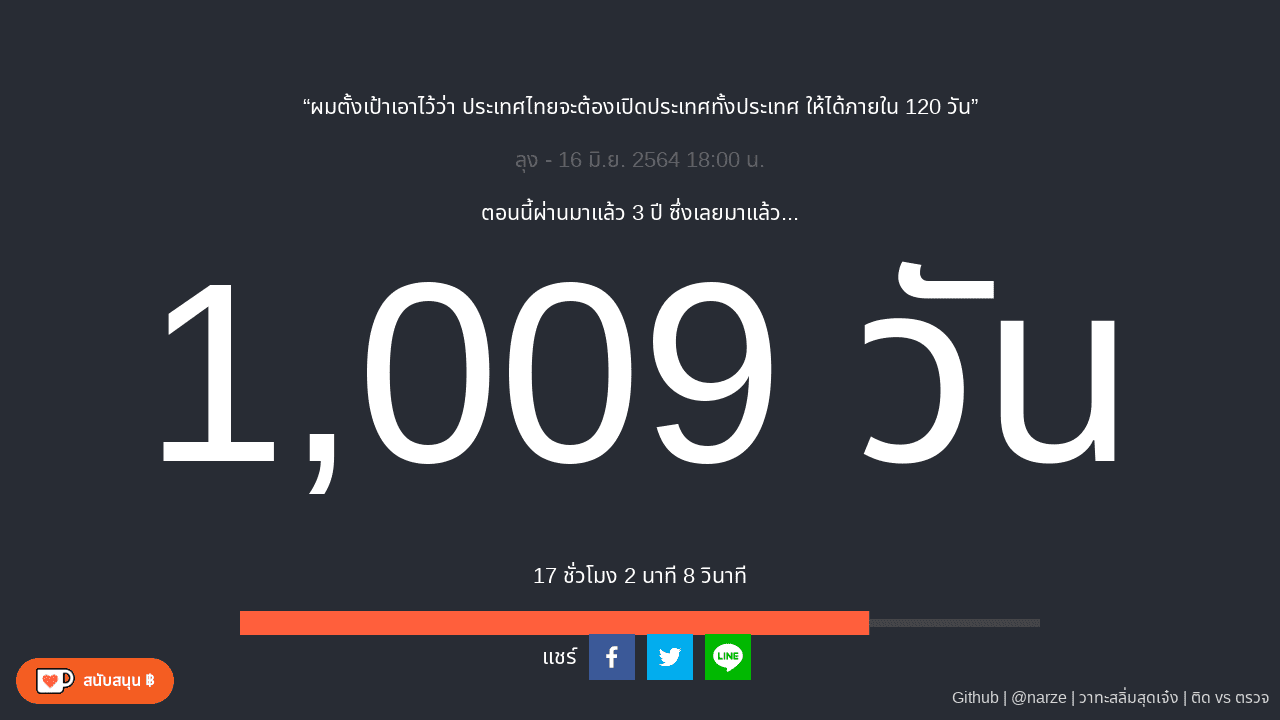 “ผมตั้งเป้าเอาไว้ว่า ประเทศไทยจะต้องเปิดประเทศทั้งประเทศ ให้ได้ภายใน 120 วัน”
ลุง - 16 มิ.ย. 2564 18:00 น.
ตอนนี้ผ่านมาแล้ว 3 ปี ซึ่งเลยมาแล้ว...
1,009 วัน
17 ชั่วโมง 2 นาที 8 วินาที
แชร์
LINE
สนับสนุน ฿
Github | @narze | วาทะสลิ่มสุดเจ๋ง | ติด vs ตรวจ